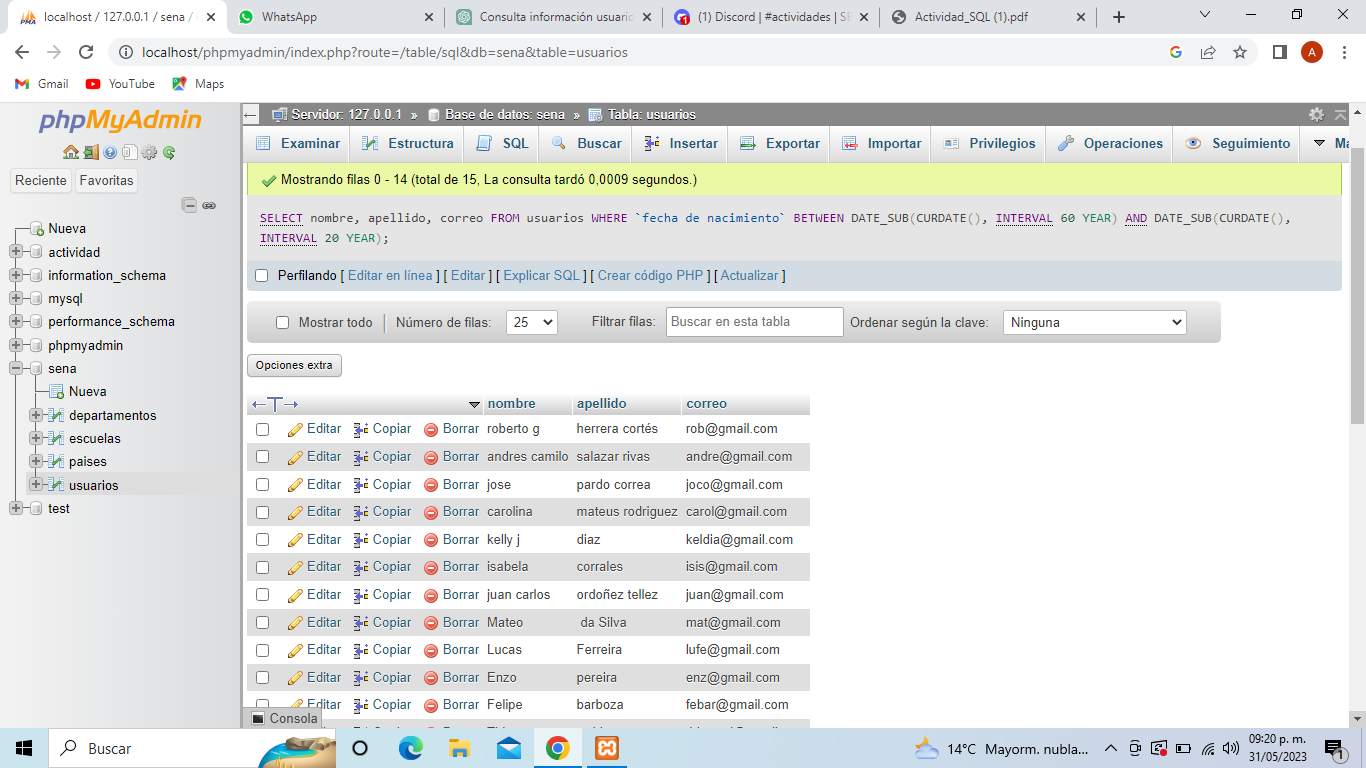 localhost / 127.0.0.1 / sena /
WhatsApp
Consulta información usuario
(1) Discord | #actividades | SE
Actividad_SQL (1).pdf
localhost/phpmyadmin/index.php?route=/table/sql&db=sena&table=usuarios
A
Gmail
YouTube
Maps
phpMyAdmin
Reciente
Favoritas
Nueva
actividad
information_schema
mysql
performance_schema
phpmyadmin
sena
Nueva
departamentos
escuelas
paises
usuarios
test
Servidor: 127.0.0.1 » Base de datos: sena » Tabla: usuarios
Examinar
Estructura
SQL
Buscar
Insertar
Exportar
Importar
Privilegios
Operaciones
Seguimiento
Mostrando filas 0 - 14 (total de 15, La consulta tardó 0,0009 segundos.)
SELECT nombre, apellido, correo FROM usuarios WHERE `fecha de nacimiento` BETWEEN DATE_SUB(CURDATE(), INTERVAL 60 YEAR) AND DATE_SUB(CURDATE(),
INTERVAL 20 YEAR);
Perfilando [ Editar en línea ] [ Editar ] [ Explicar SQL ] [ Crear código PHP ] [ Actualizar ]
Mostrar todo | Número de filas: 25 Filtrar filas: Buscar en esta tabla Ordenar según la clave: Ninguna
Opciones extra
nombre apellido correo
Editar Copiar Borrar roberto g herrera cortés rob@gmail.com
Editar Copiar Borrar andres camilo salazar rivas andre@gmail.com
Editar Copiar Borrar jose pardo correa joco@gmail.com
Editar Copiar Borrar carolina mateus rodriguez carol@gmail.com
Editar Copiar Borrar kelly j diaz keldia@gmail.com
Editar Copiar Borrar isabela corrales isis@gmail.com
Editar Copiar Borrar juan carlos ordoñez tellez juan@gmail.com
Editar Copiar Borrar Mateo da Silva mat@gmail.com
Editar Copiar Borrar Lucas Ferreira lufe@gmail.com
Editar Copiar Borrar Enzo pereira enz@gmail.com
Editar Copiar Borrar Felipe barboza febar@gmail.com
Consola
Buscar
14°C Mayorm. nubla...
09:20 p. m.
31/05/2023
1